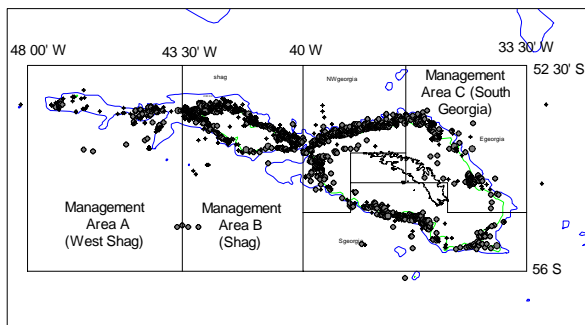 48 00' W
43 30' W
40 W
33 30' W
52 30' S
shag
NWgeorgia
Management
Area C (South
Georgia)
Egeorgia
Management
Area A
(West Shag)
Management
Area B
(Shag)
Sgeorgia
56 S